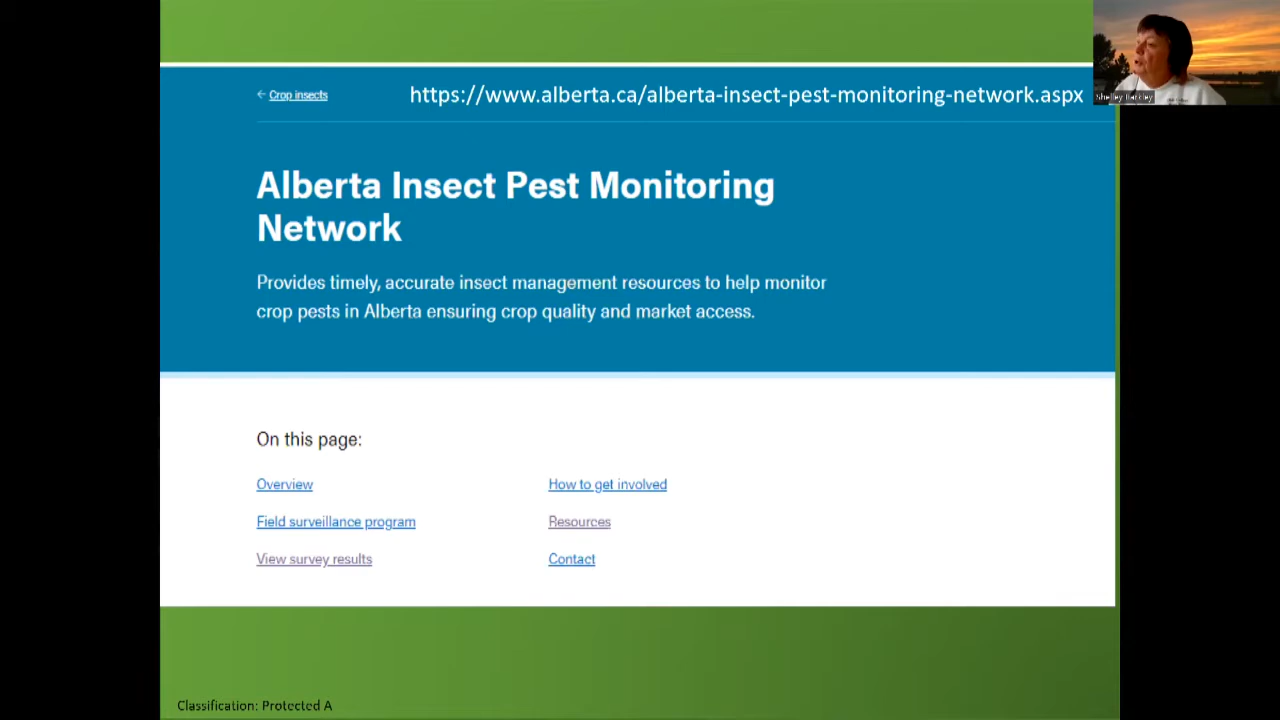 ← Crop insects
https://www.alberta.ca/alberta-insect-pest-monitoring-network.aspx
Shelley Barkley
Alberta Insect Pest Monitoring
Network
Provides timely, accurate insect management resources to help monitor
crop pests in Alberta ensuring crop quality and market access.
On this page:
Overview
How to get involved
Field surveillance program
Resources
View survey results
Contact
Classification: Protected A